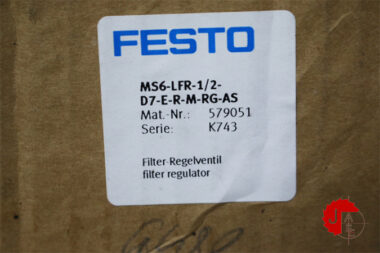 FESTO
MS6-LFR-1/2-
D7-E-R-M-RG-AS
Mat.-Nr.: 579051
Serie: K743
Filter-Regelventil
filter regulator